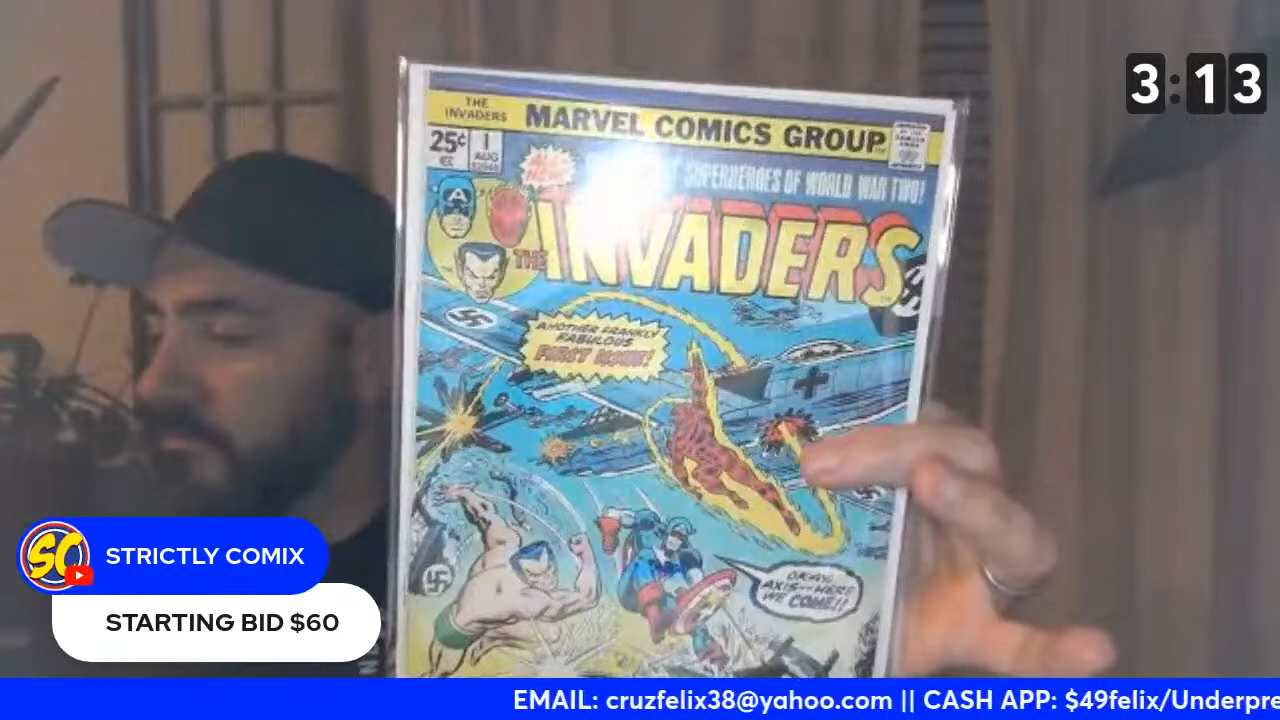 3:13
THE
INVADERS
MARVEL COMICS GROUP
25¢
1
AUG
SUPERHEROES OF WORLD WAR TWO!
THE INVADERS
ANOTHER FRANKLY
FABULOUS
FIRST ISSUE!
OKAY,
AXIS--HERE
WE COME!!
SC
STRICTLY COMIX
STARTING BID $60
EMAIL: cruzfelix38@yahoo.com || CASH APP: $49felix/Underpre